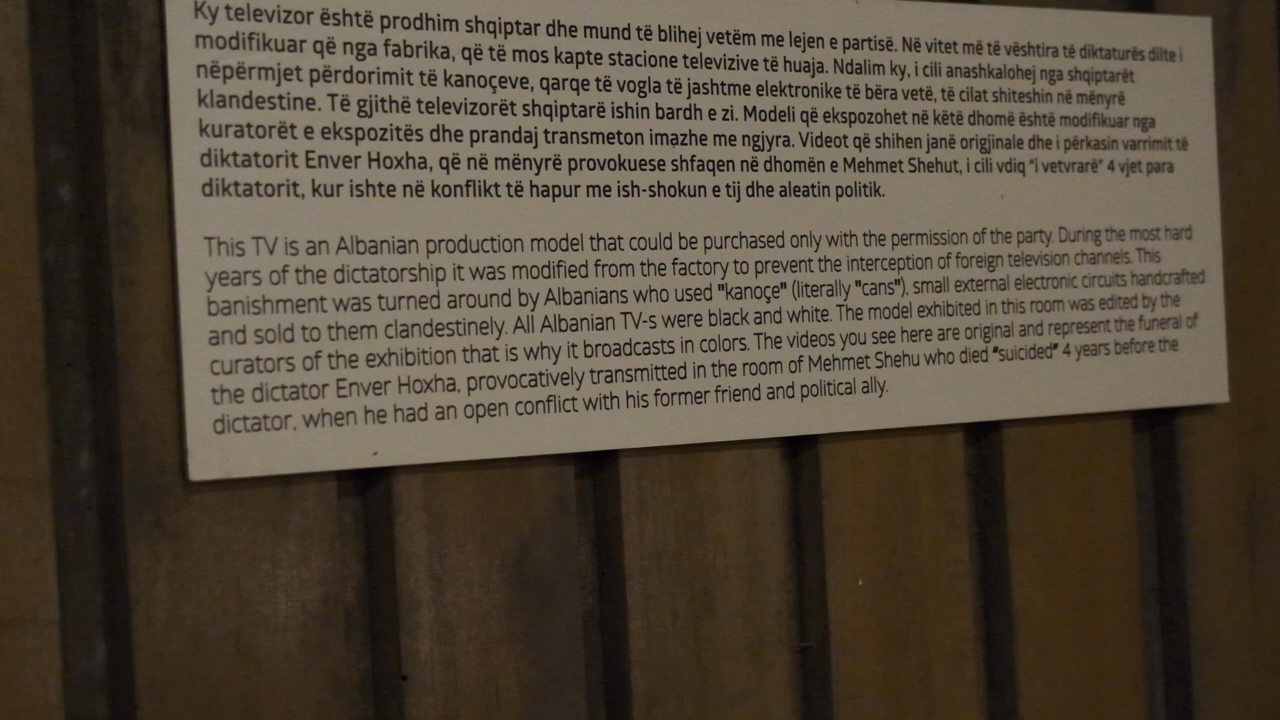 Ky televizor është prodhim shqiptar dhe mund të blihej vetëm me lejen e partisë. Në vitet më të vështira të diktaturës dilte i
modifikuar që nga fabrika, që të mos kapte stacione televizive të huaja. Ndalim ky, i cili anashkalohej nga shqiptarët
nëpërmjet përdorimit të kanoçeve, qarqe të vogla të jashtme elektronike të bëra vetë, të cilat shiteshin në mënyrë
klandestine. Të gjithë televizorët shqiptarë ishin bardh e zi. Modeli që ekspozohet në këtë dhomë është modifikuar nga
kuratorët e ekspozitës dhe prandaj transmeton imazhe me ngjyra. Videot që shihen janë origjinale dhe i përkasin varrimit të
diktatorit Enver Hoxha, që në mënyrë provokuese shfaqen në dhomën e Mehmet Shehut, i cili vdiq "i vetvrarë" 4 vjet para
diktatorit, kur ishte në konflikt të hapur me ish-shokun e tij dhe aleatin politik.
This TV is an Albanian production model that could be purchased only with the permission of the party. During the most hard
years of the dictatorship it was modified from the factory to prevent the interception of foreign television channels. This
banishment was turned around by Albanians who used "kanoçe" (literally "cans"), small external electronic circuits handcrafted
and sold to them clandestinely. All Albanian TV-s were black and white. The model exhibited in this room was edited by the
curators of the exhibition that is why it broadcasts in colors. The videos you see here are original and represent the funeral of
the dictator Enver Hoxha, provocatively transmitted in the room of Mehmet Shehu who died "suicided" 4 years before the
dictator, when he had an open conflict with his former friend and political ally.